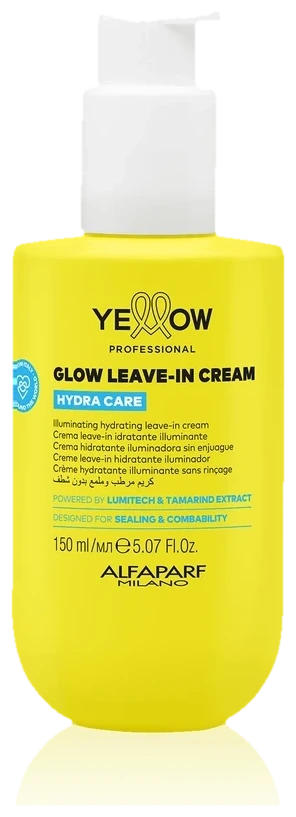 YELLOW
PROFESSIONAL
GLOW LEAVE-IN CREAM
HYDRA CARE
Illuminating hydrating leave-in cream
Crema leave-in idratante illuminante
Crema hidratante iluminadora sin enjuague
Creme leave-in hidratante iluminador
Crème hydratante illuminante sans rinçage
كريم مرطب وملمع بدون شطف
POWERED BY LUMITECH & TAMARIND EXTRACT
DESIGNED FOR SEALING & COMBABILITY
150 ml/мл ℮ 5.07 Fl.Oz.
ALFAPARF
MILANO